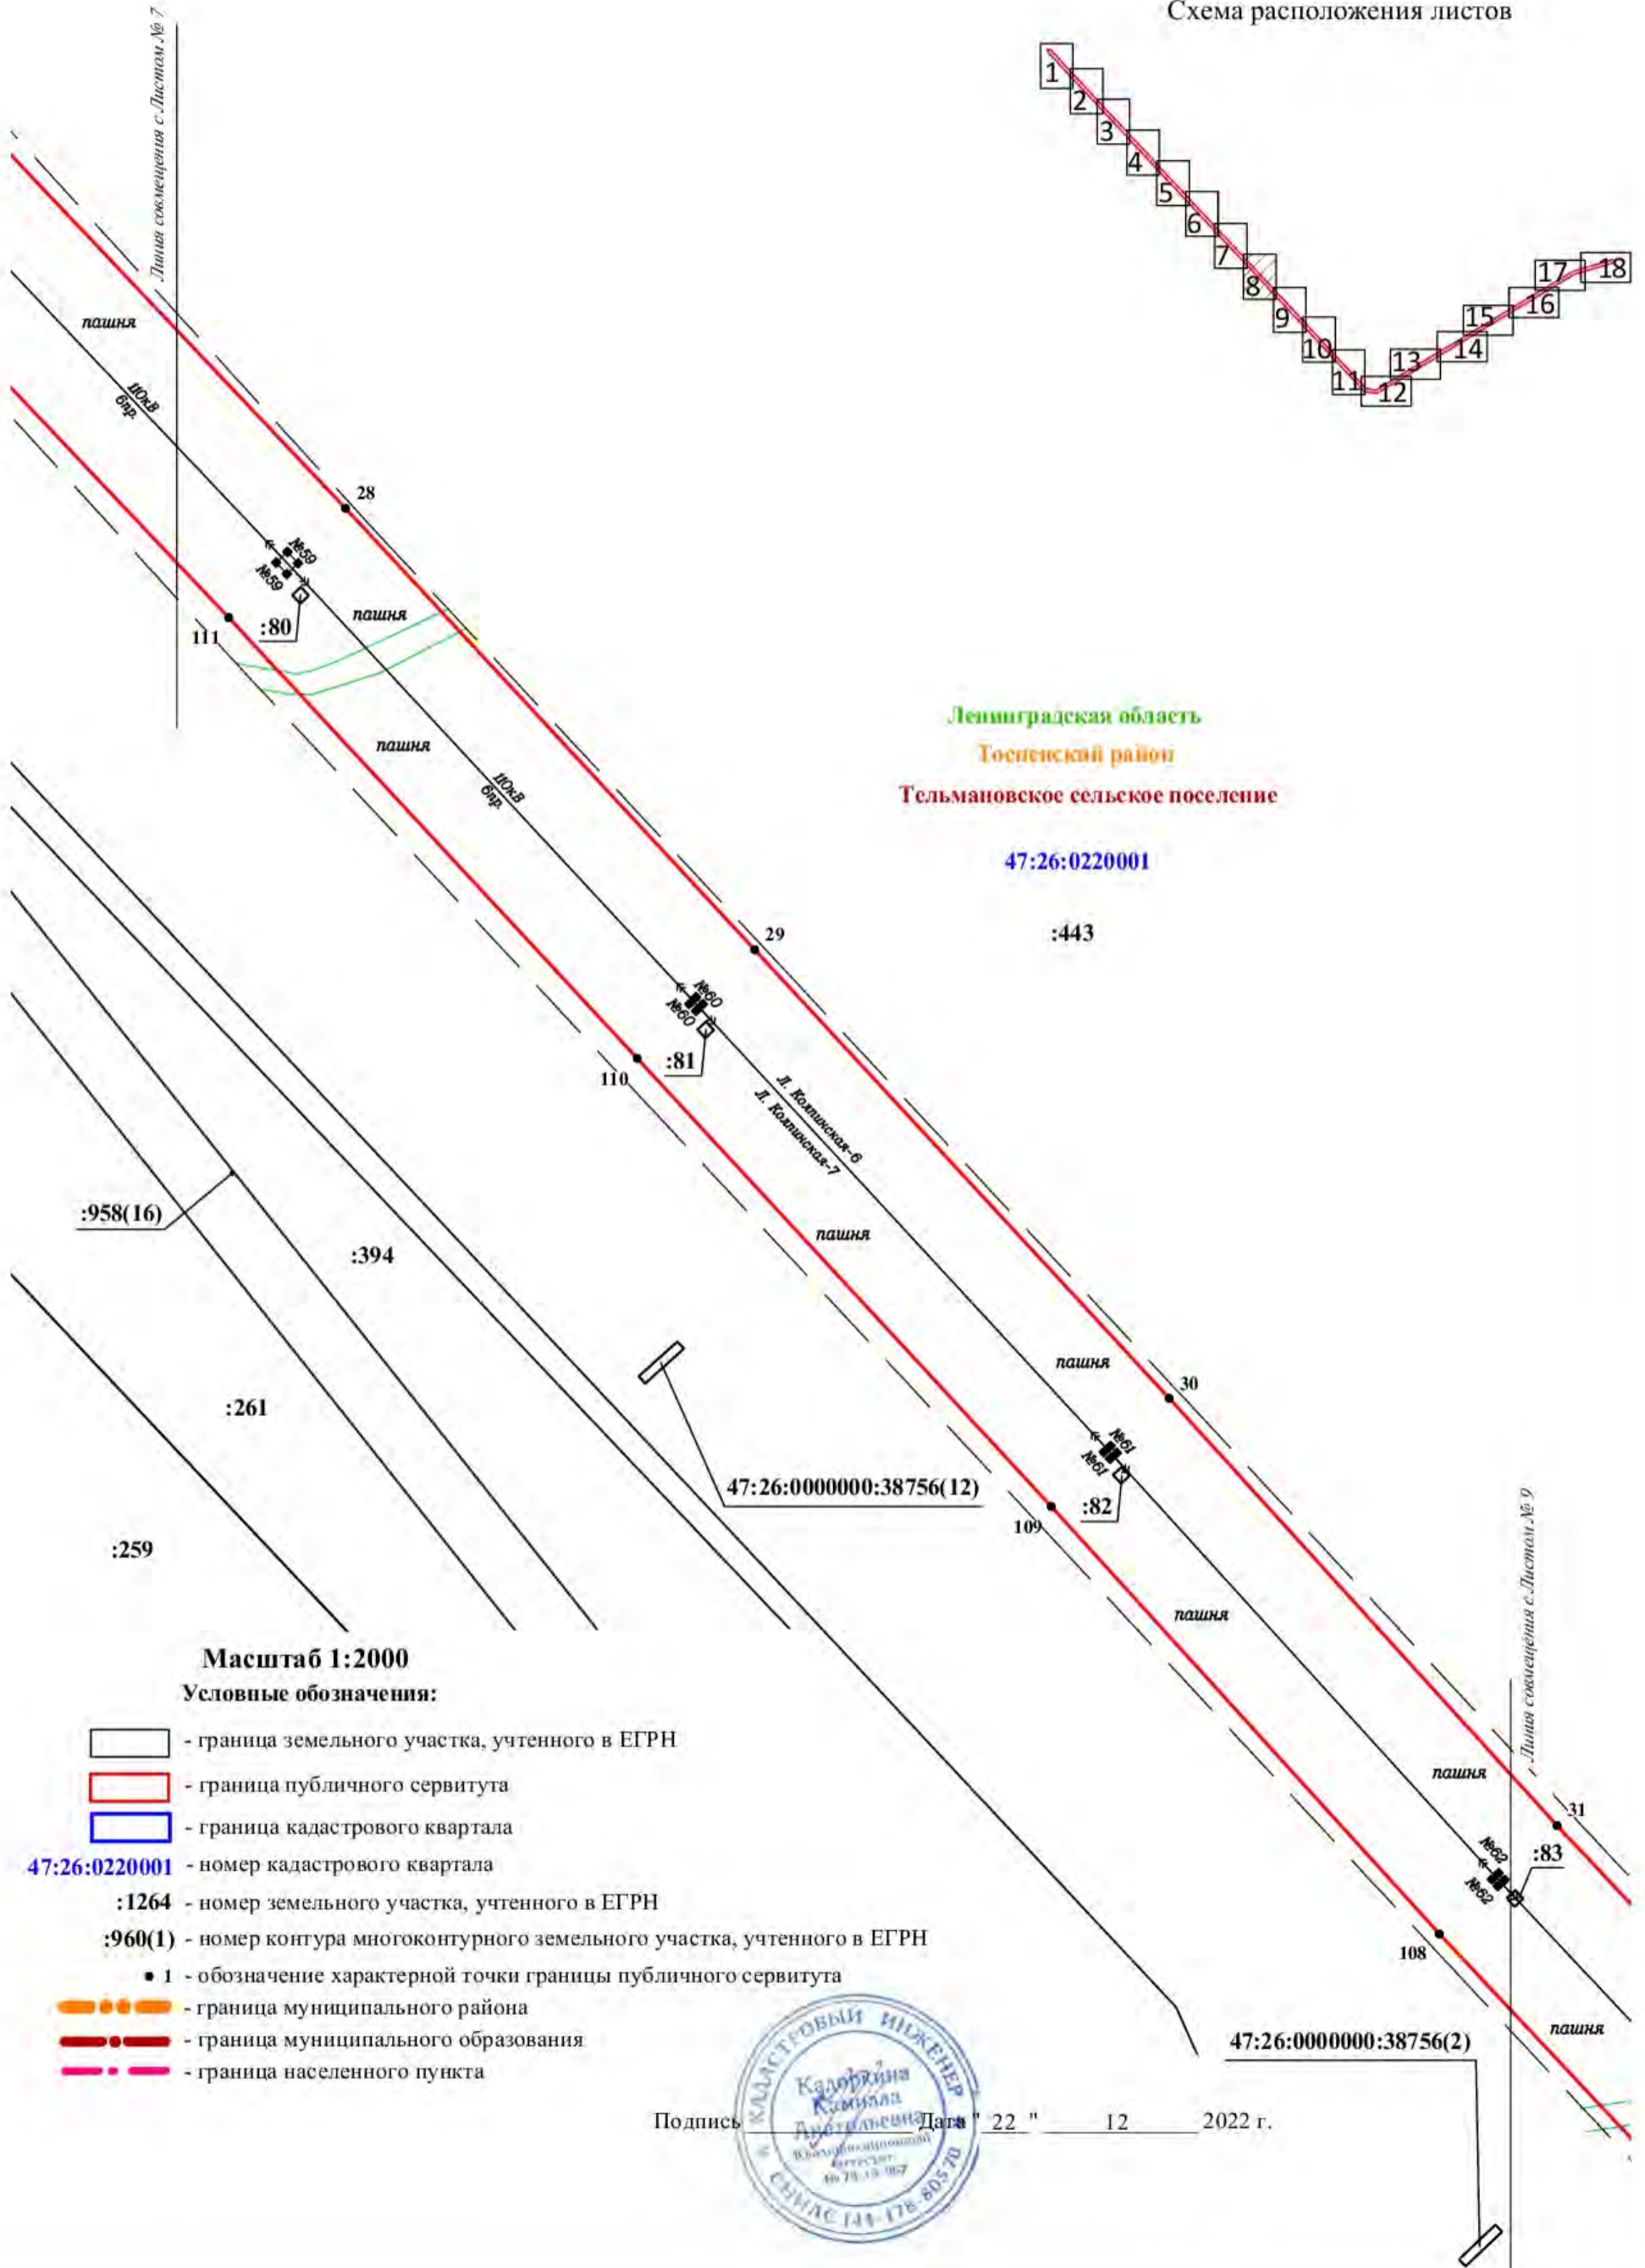 Схема расположения листов
1
2
3
4
5
6
7
8
9
10
11
12
13
14
15
16
17
18
Линия совмещения с Листом № 7
пашня
110кВ
6пр.
28
№59
№59
:80
111
пашня
пашня
110кВ
6пр.
Ленинградская область
Тосненский район
Тельмановское сельское поселение
47:26:0220001
:443
29
№60
№60
:81
110
Л. Колпинская-6
Л. Колпинская-7
:958(16)
:394
пашня
:261
пашня
30
№61
№61
:82
47:26:0000000:38756(12)
109
:259
пашня
Линия совмещения с Листом № 9
пашня
31
№62
№62
:83
108
пашня
47:26:0000000:38756(2)
Масштаб 1:2000
Условные обозначения:
- граница земельного участка, учтенного в ЕГРН
- граница публичного сервитута
- граница кадастрового квартала
47:26:0220001 - номер кадастрового квартала
:1264 - номер земельного участка, учтенного в ЕГРН
:960(1) - номер контура многоконтурного земельного участка, учтенного в ЕГРН
• 1 - обозначение характерной точки границы публичного сервитута
- граница муниципального района
- граница муниципального образования
- граница населенного пункта
Подпись Дата " 22 " 12 2022 г.
КАДАСТРОВЫЙ ИНЖЕНЕР
Камилла
СНИЛС 144-178-805 70